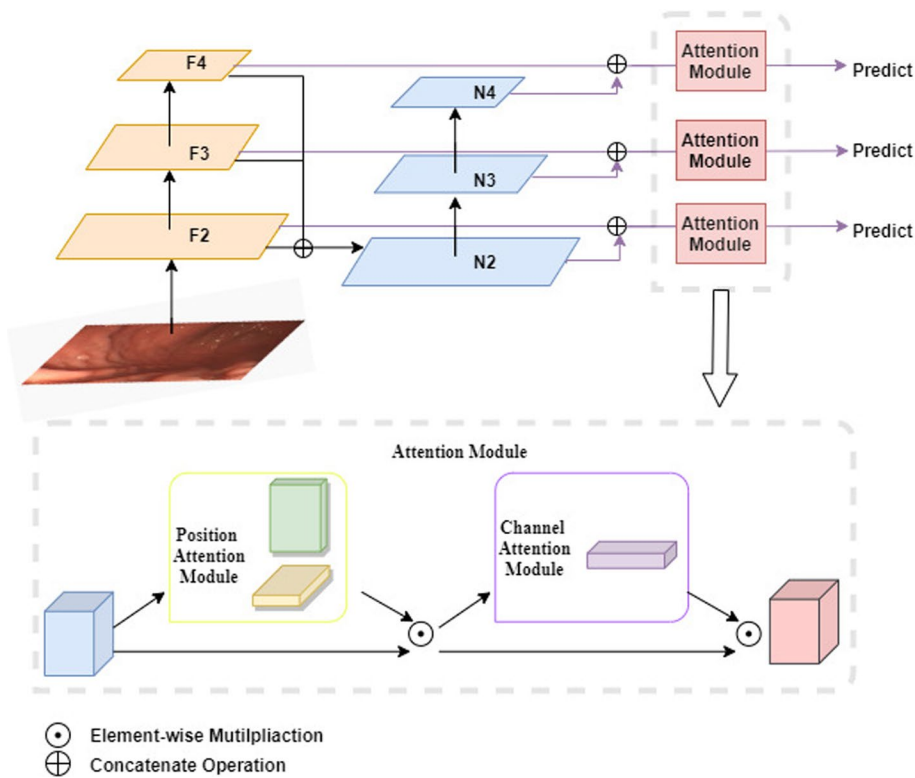 F4
Attention
Module
Predict
N4
F3
Attention
Module
Predict
N3
F2
Attention
Module
Predict
N2
Attention Module
Position
Attention
Module
Channel
Attention
Module
Element-wise Mutilpliaction
Concatenate Operation